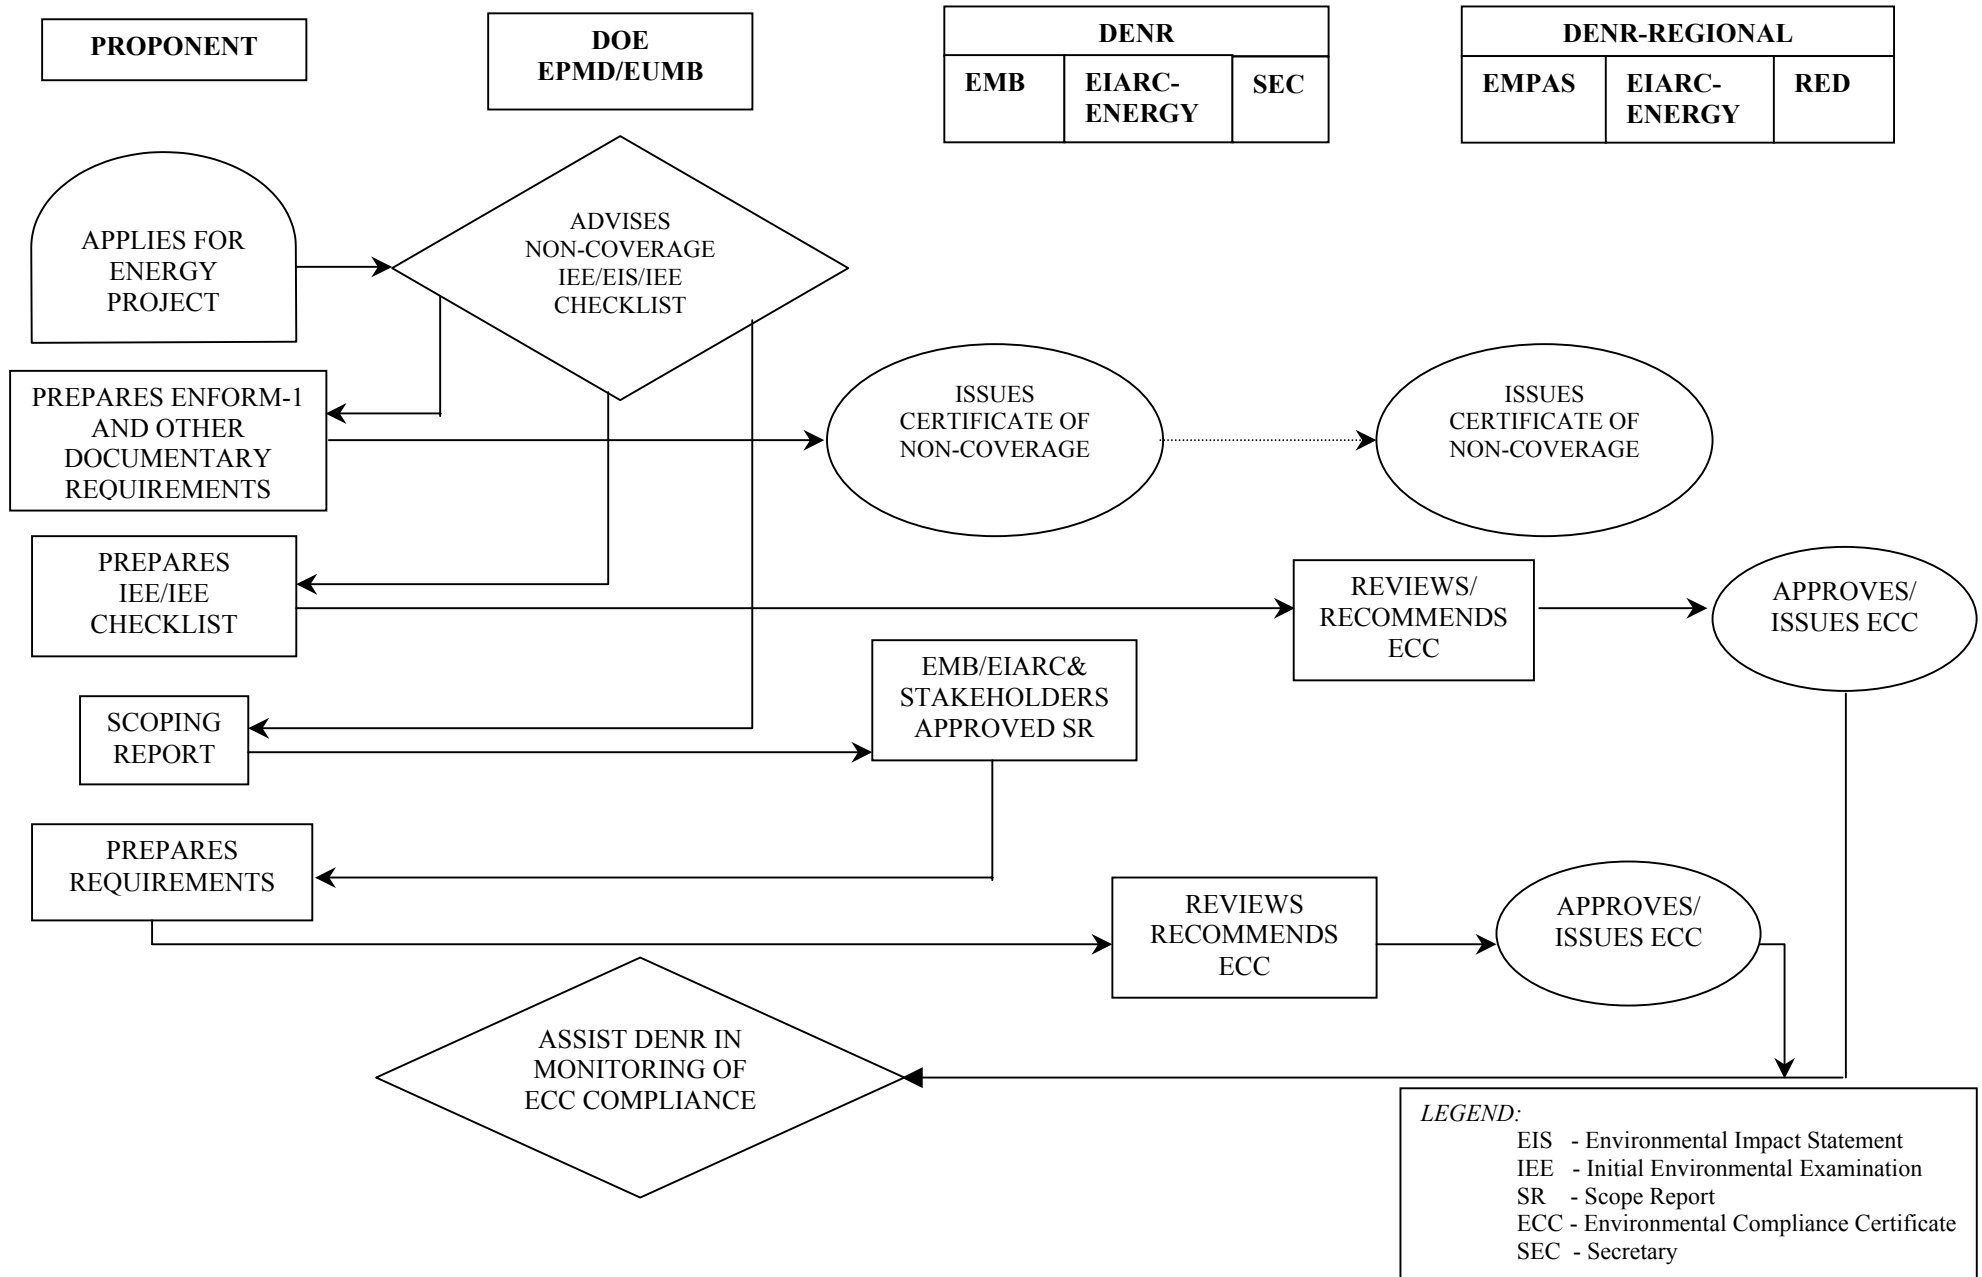 PROPONENT
DOE
EPMD/EUMB
DENR
EMB
EIARC-
ENERGY
SEC
DENR-REGIONAL
EMPAS
EIARC-
ENERGY
RED
APPLIES FOR
ENERGY
PROJECT
ADVISES
NON-COVERAGE
IEE/EIS/IEE
CHECKLIST
PREPARES ENFORM-1
AND OTHER
DOCUMENTARY
REQUIREMENTS
ISSUES
CERTIFICATE OF
NON-COVERAGE
ISSUES
CERTIFICATE OF
NON-COVERAGE
PREPARES
IEE/IEE
CHECKLIST
REVIEWS/
RECOMMENDS
ECC
APPROVES/
ISSUES ECC
SCOPING
REPORT
EMB/EIARC&
STAKEHOLDERS
APPROVED SR
PREPARES
REQUIREMENTS
REVIEWS
RECOMMENDS
ECC
APPROVES/
ISSUES ECC
ASSIST DENR IN
MONITORING OF
ECC COMPLIANCE
LEGEND:
EIS - Environmental Impact Statement
IEE - Initial Environmental Examination
SR - Scope Report
ECC - Environmental Compliance Certificate
SEC - Secretary